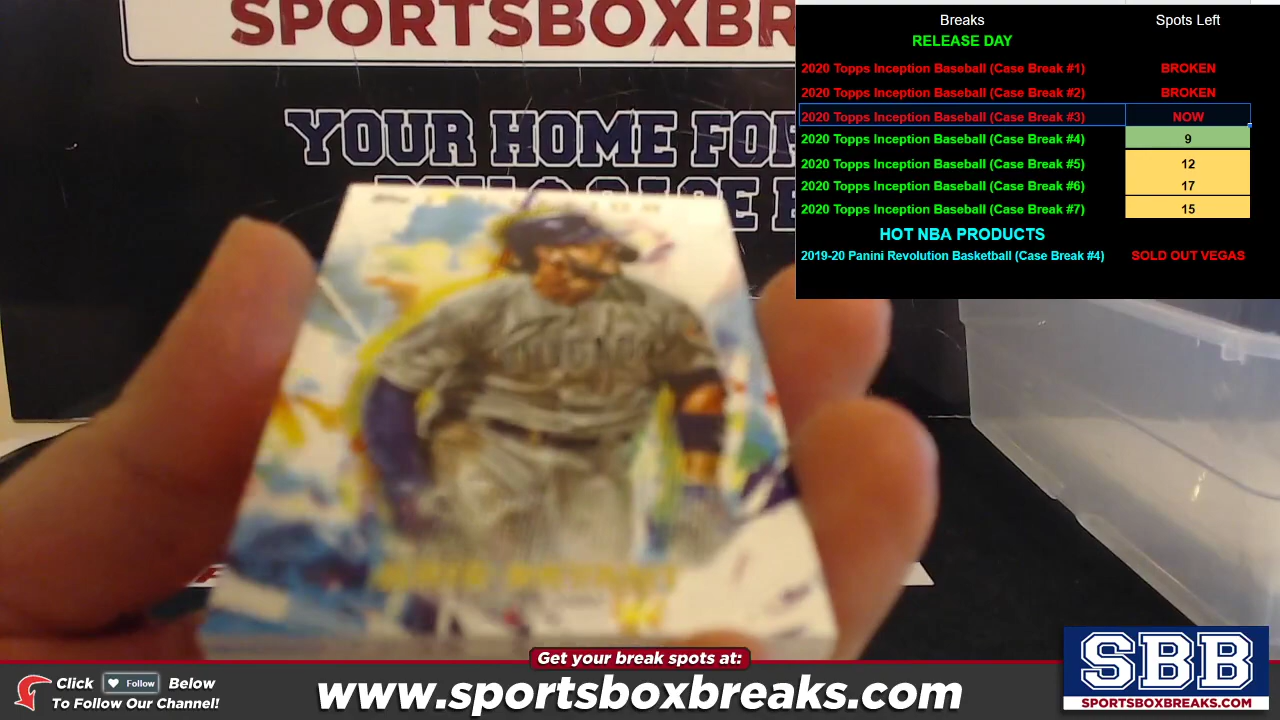 SPORTSBOXBR
YOUR HOME FOR
Breaks Spots Left
RELEASE DAY
2020 Topps Inception Baseball (Case Break #1) BROKEN
2020 Topps Inception Baseball (Case Break #2) BROKEN
2020 Topps Inception Baseball (Case Break #3) NOW
2020 Topps Inception Baseball (Case Break #4) 9
2020 Topps Inception Baseball (Case Break #5) 12
2020 Topps Inception Baseball (Case Break #6) 17
2020 Topps Inception Baseball (Case Break #7) 15
HOT NBA PRODUCTS
2019-20 Panini Revolution Basketball (Case Break #4) SOLD OUT VEGAS
Get your break spots at:
Click Follow Below
To Follow Our Channel!
www.sportsboxbreaks.com
SBB
SPORTSBOXBREAKS.COM